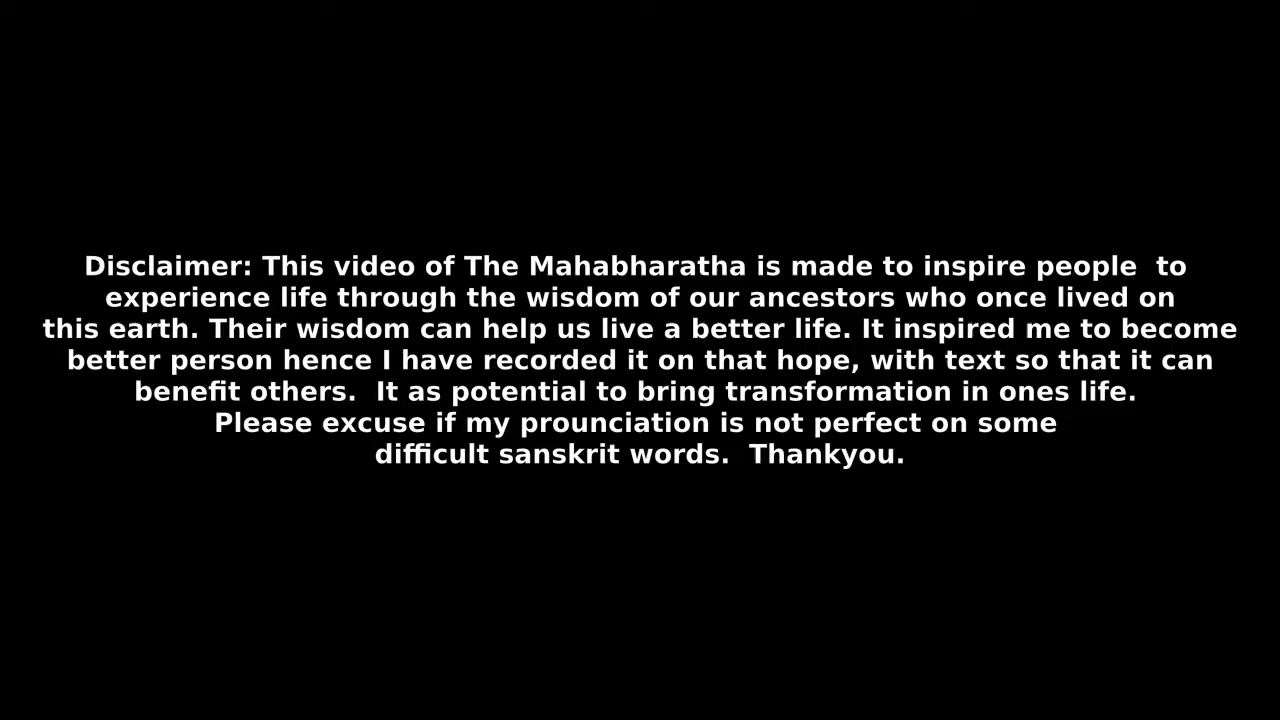 Disclaimer: This video of The Mahabharatha is made to inspire people  to
experience life through the wisdom of our ancestors who once lived on
this earth. Their wisdom can help us live a better life. It inspired me to become
better person hence I have recorded it on that hope, with text so that it can
benefit others.  It as potential to bring transformation in ones life.
Please excuse if my prounciation is not perfect on some
difficult sanskrit words.  Thankyou.